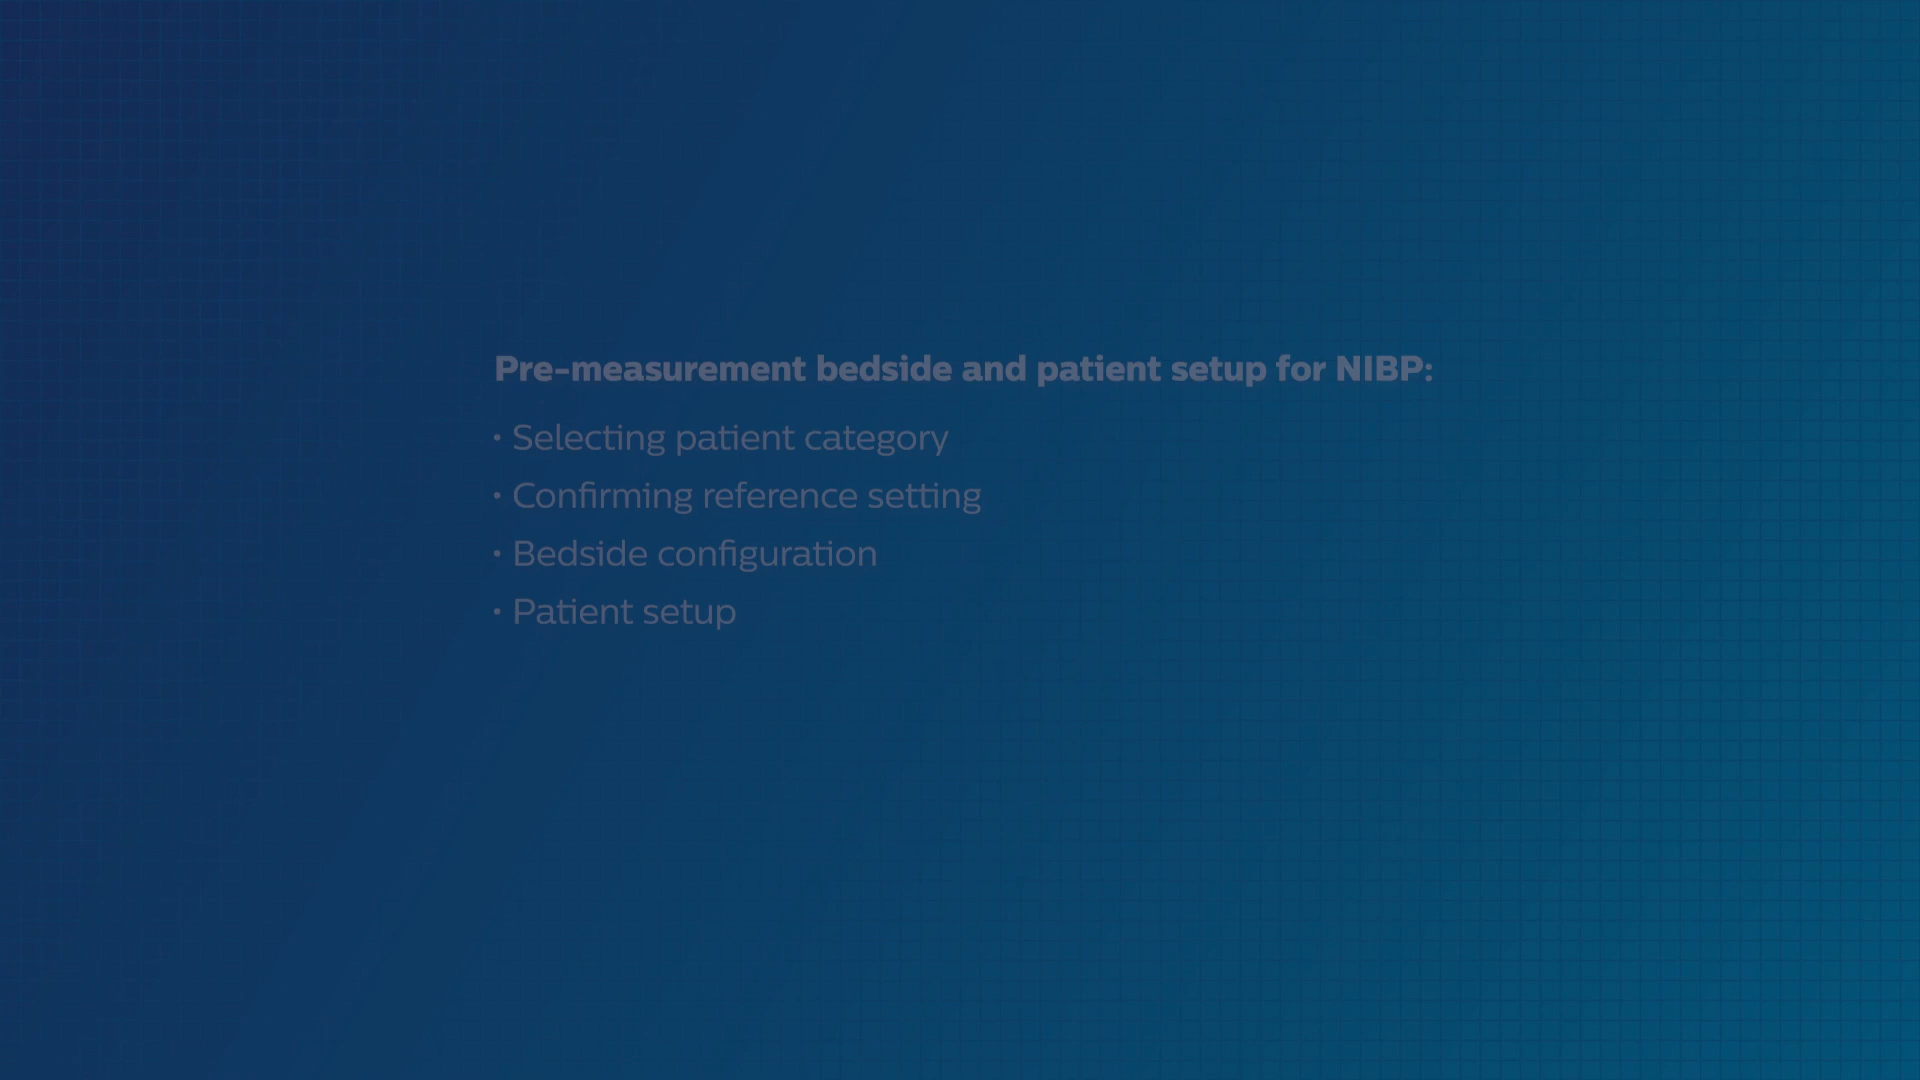 Pre-measurement bedside and patient setup for NIBP:
• Selecting patient category
• Confirming reference setting
• Bedside configuration
• Patient setup